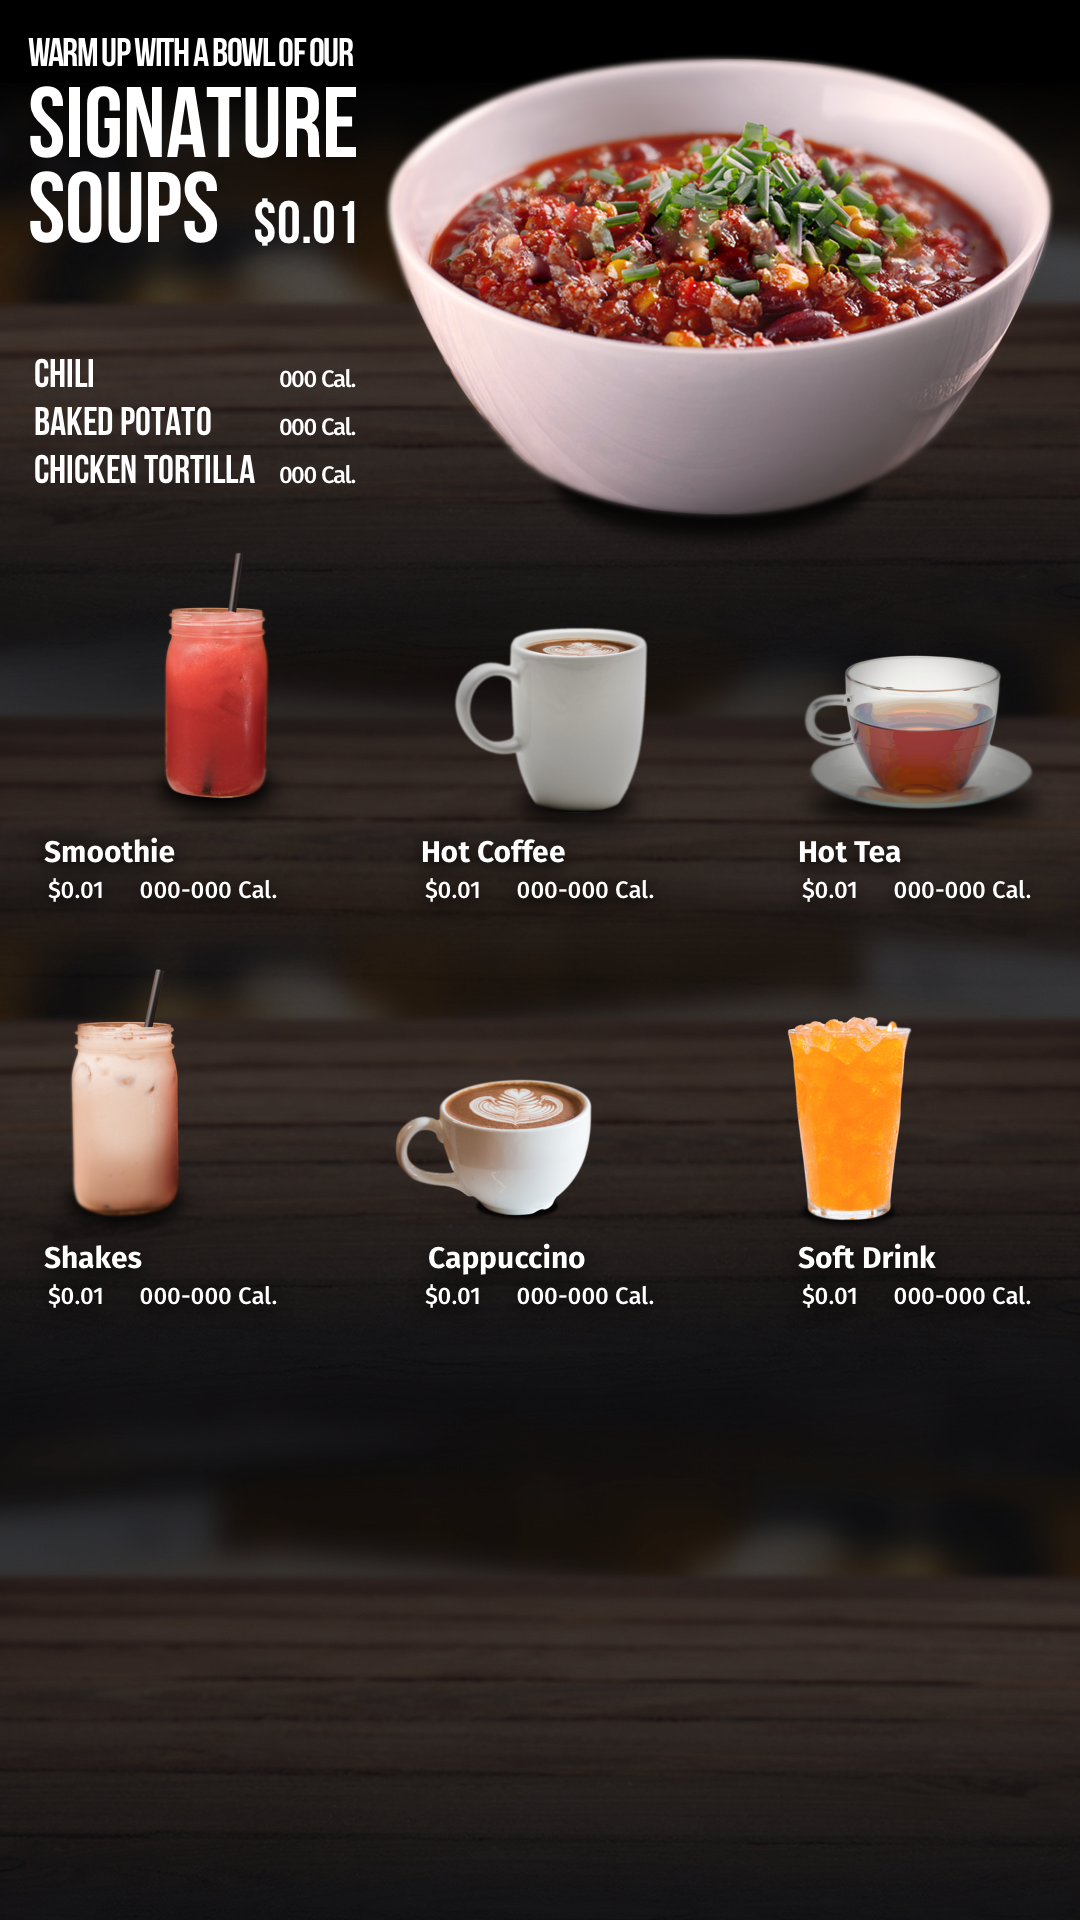 WARM UP WITH A BOWL OF OUR
SIGNATURE
SOUPS $0.01
CHILI 000 Cal.
BAKED POTATO 000 Cal.
CHICKEN TORTILLA 000 Cal.
Smoothie
$0.01 000-000 Cal.
Hot Coffee
$0.01 000-000 Cal.
Hot Tea
$0.01 000-000 Cal.
Shakes
$0.01 000-000 Cal.
Cappuccino
$0.01 000-000 Cal.
Soft Drink
$0.01 000-000 Cal.